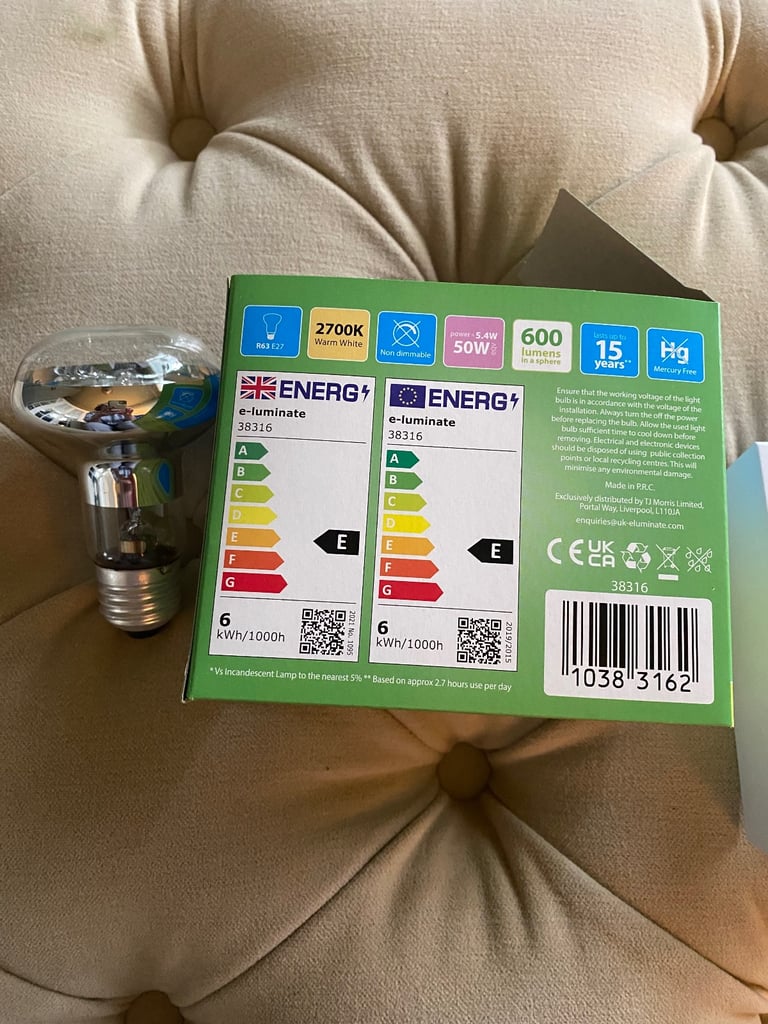 R63 E27
2700K
Warm White
Non dimmable
power = 5.4W
50W
600
lumens
in a sphere
Lasts up to
15
years**
Hg
Mercury Free
ENERG
e-luminate
38316
A
B
C
D
E
F
G
E
6
kWh/1000h
2021 No. 1095
ENERG
e-luminate
38316
A
B
C
D
E
F
G
E
6
kWh/1000h
2019/2015
Ensure that the working voltage of the light
bulb is in accordance with the voltage of the
installation. Always turn the off the power
before replacing the bulb. Allow the used light
bulb sufficient time to cool down before
removing. Electrical and electronic devices
should be disposed of using public collection
points or local recycling centres. This will
minimise any environmental damage.
Made in P.R.C.
Exclusively distributed by TJ Morris Limited,
Portal Way, Liverpool, L110JA
enquiries@uk-eluminate.com
CE UK
CA
38316
1038 3162
* Vs Incandescent Lamp to the nearest 5% ** Based on approx 2.7 hours use per day